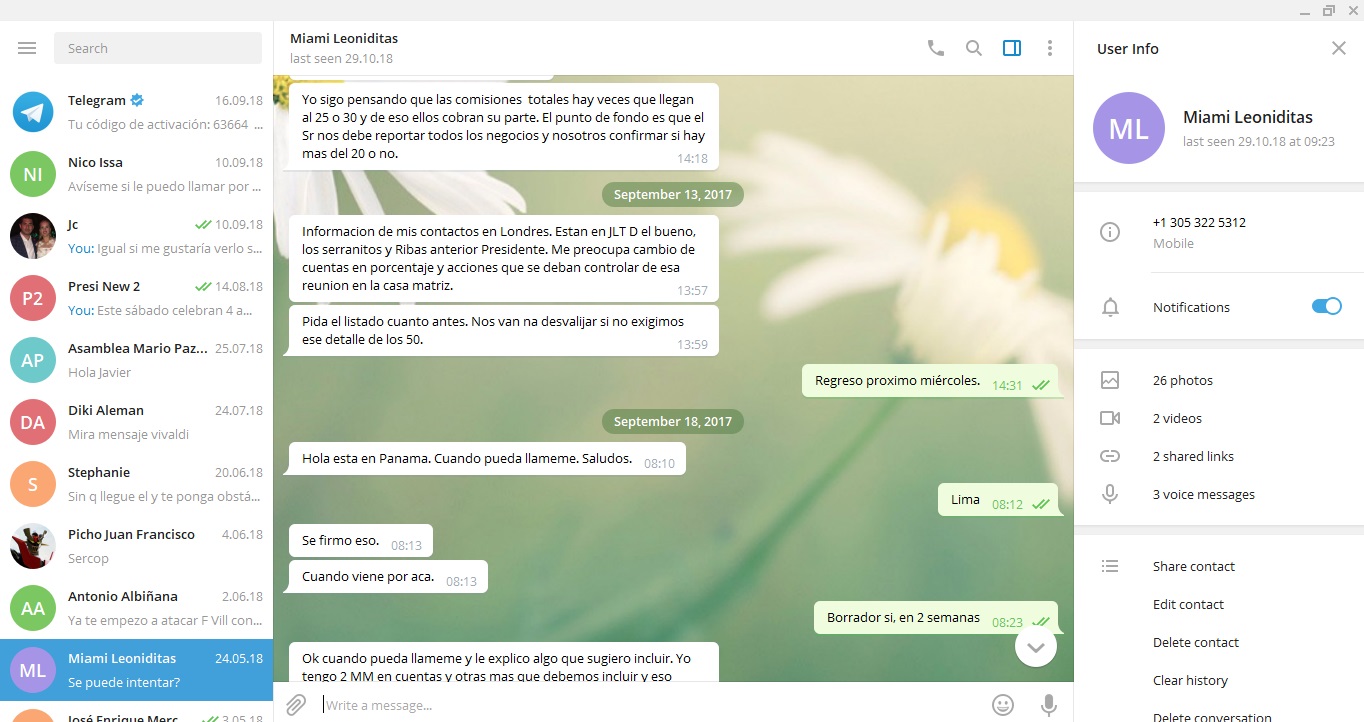 Search
Telegram 16.09.18
Tu código de activación: 63664 ...
Nico Issa 10.09.18
Avíseme si le puedo llamar por ...
Jc 10.09.18
You: Igual si me gustaría verlo s...
Presi New 2 14.08.18
You: Este sábado celebran 4 a...
Asamblea Mario Paz... 25.07.18
Hola Javier
Diki Aleman 24.07.18
Mira mensaje vivaldi
Stephanie 20.06.18
Sin q llegue el y te ponga obstá...
Picho Juan Francisco 4.06.18
Sercop
Antonio Albiñana 2.06.18
Ya te empezo a atacar F Vill con...
Miami Leoniditas 24.05.18
Se puede intentar?
José Enrique Merc... 3.05.18
NI
P2
AP
DA
S
AA
ML
Miami Leoniditas
last seen 29.10.18
Yo sigo pensando que las comisiones totales hay veces que llegan
al 25 o 30 y de eso ellos cobran su parte. El punto de fondo es que el
Sr nos debe reportar todos los negocios y nosotros confirmar si hay
mas del 20 o no. 14:18
September 13, 2017
Informacion de mis contactos en Londres. Estan en JLT D el bueno,
los serranitos y Ribas anterior Presidente. Me preocupa cambio de
cuentas en porcentaje y acciones que se deban controlar de esa
reunion en la casa matriz. 13:57
Pida el listado cuanto antes. Nos van na desvalijar si no exigimos
ese detalle de los 50. 13:59
Regreso proximo miércoles. 14:31
September 18, 2017
Hola esta en Panama. Cuando pueda llameme. Saludos. 08:10
Lima 08:12
Se firmo eso. 08:13
Cuando viene por aca. 08:13
Borrador si, en 2 semanas 08:23
Ok cuando pueda llameme y le explico algo que sugiero incluir. Yo
tengo 2 MM en cuentas y otras mas que debemos incluir y eso
Write a message...
User Info
ML
Miami Leoniditas
last seen 29.10.18 at 09:23
+1 305 322 5312
Mobile
Notifications
26 photos
2 videos
2 shared links
3 voice messages
Share contact
Edit contact
Delete contact
Clear history
Delete conversation